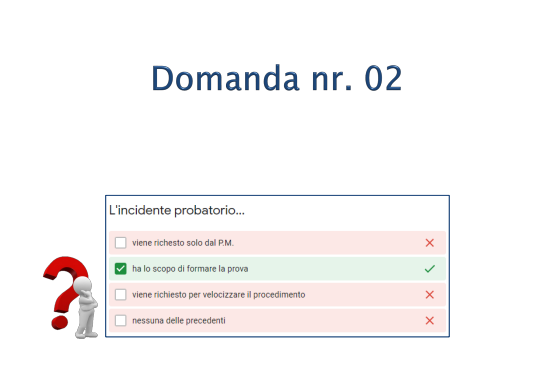 Domanda nr. 02
L'incidente probatorio...
viene richesto solo dal P.M.
ha lo scopo di formare la prova
viene richiesto per velocizzare il procedimento
nessuna delle precedenti